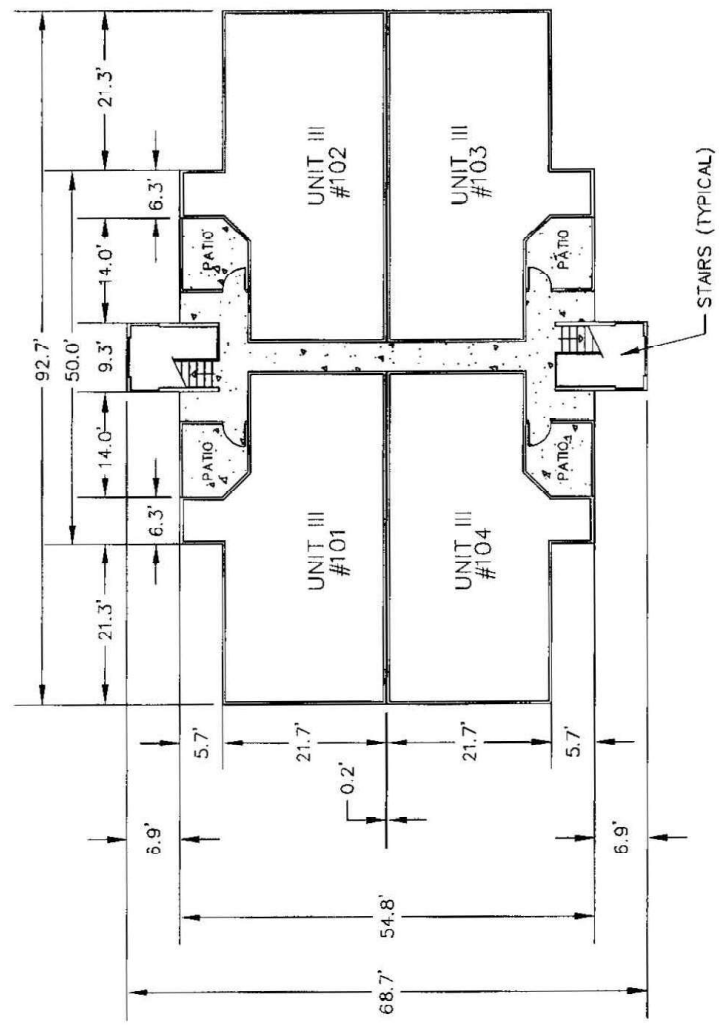 92.7'
21.3'
50.0'
21.3'
6.3'
14.0'
9.3'
14.0'
6.3'
PATIO
PATIO
UNIT III
#101
UNIT III
#102
UNIT III
#104
UNIT III
#103
PATIO
PATIO
STAIRS (TYPICAL)
6.9'
5.7'
21.7'
0.2'
21.7'
5.7'
6.9'
54.8'
68.7'